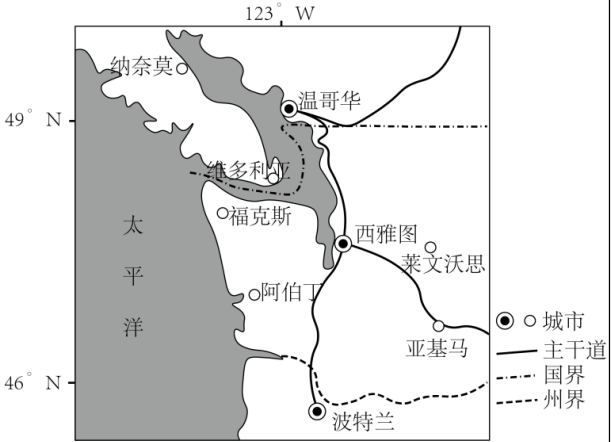 123° W
纳奈莫
温哥华
49° N
维多利亚
福克斯
太
平
洋
西雅图
莱文沃思
阿伯丁
城市
主干道
亚基马
国界
46° N
州界
波特兰